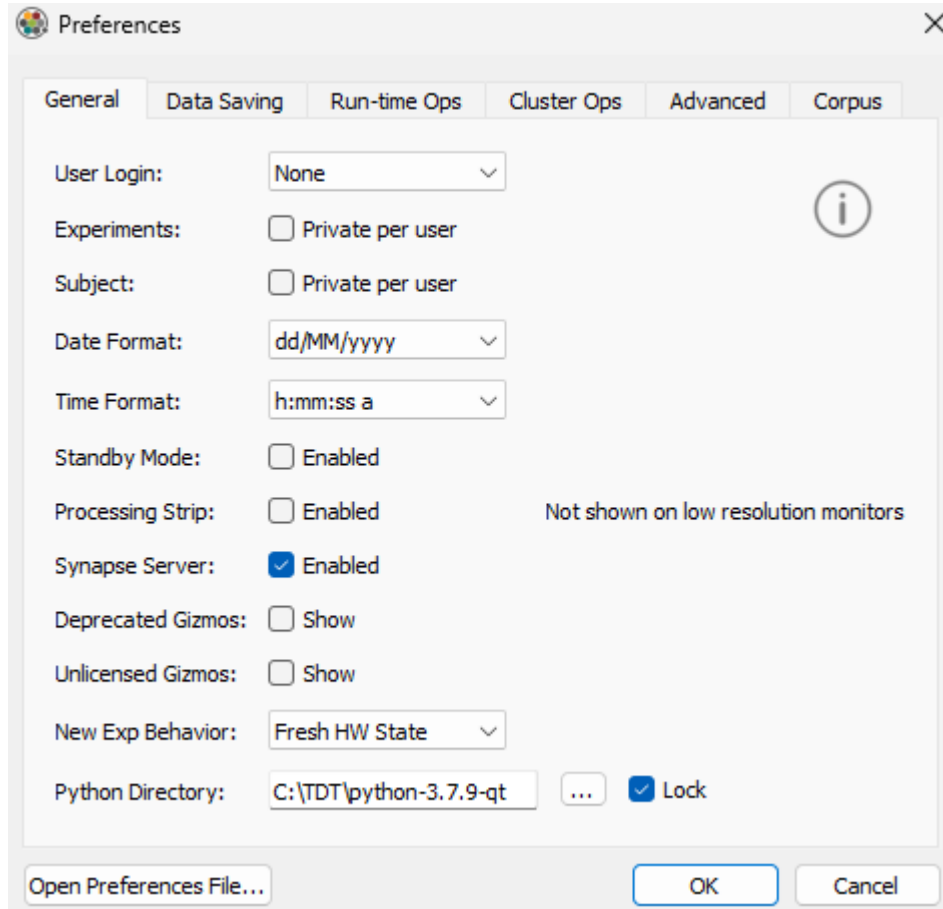 Preferences
General Data Saving Run-time Ops Cluster Ops Advanced Corpus
User Login: None
Experiments: Private per user
Subject: Private per user
Date Format: dd/MM/yyyy
Time Format: h:mm:ss a
Standby Mode: Enabled
Processing Strip: Enabled Not shown on low resolution monitors
Synapse Server: Enabled
Deprecated Gizmos: Show
Unlicensed Gizmos: Show
New Exp Behavior: Fresh HW State
Python Directory: C:\TDT\python-3.7.9-qt ... Lock
Open Preferences File... OK Cancel